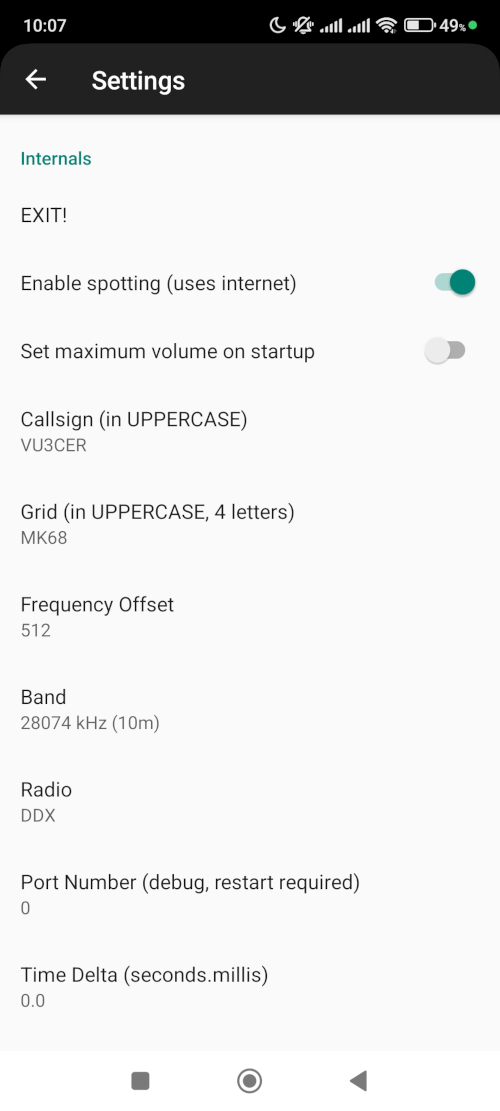 10:07
49%
Settings
Internals
EXIT!
Enable spotting (uses internet)
Set maximum volume on startup
Callsign (in UPPERCASE)
VU3CER
Grid (in UPPERCASE, 4 letters)
MK68
Frequency Offset
512
Band
28074 kHz (10m)
Radio
DDX
Port Number (debug, restart required)
0
Time Delta (seconds.millis)
0.0